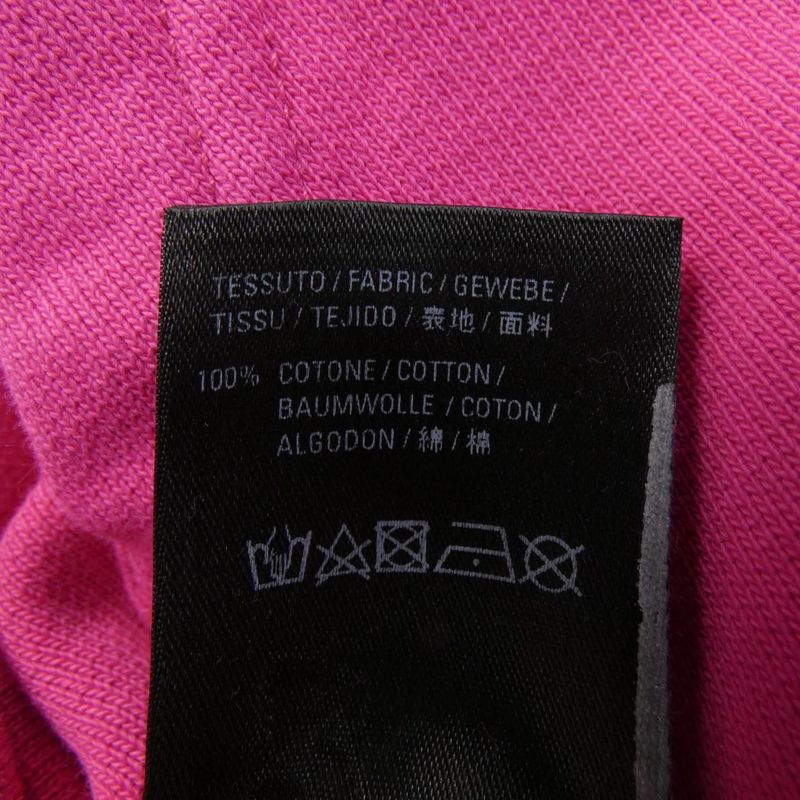 TESSUTO / FABRIC / GEWEBE /
TISSU / TEJIDO / 表地 / 面料
100% COTONE / COTTON /
BAUMWOLLE / COTON /
ALGODON / 綿 / 棉